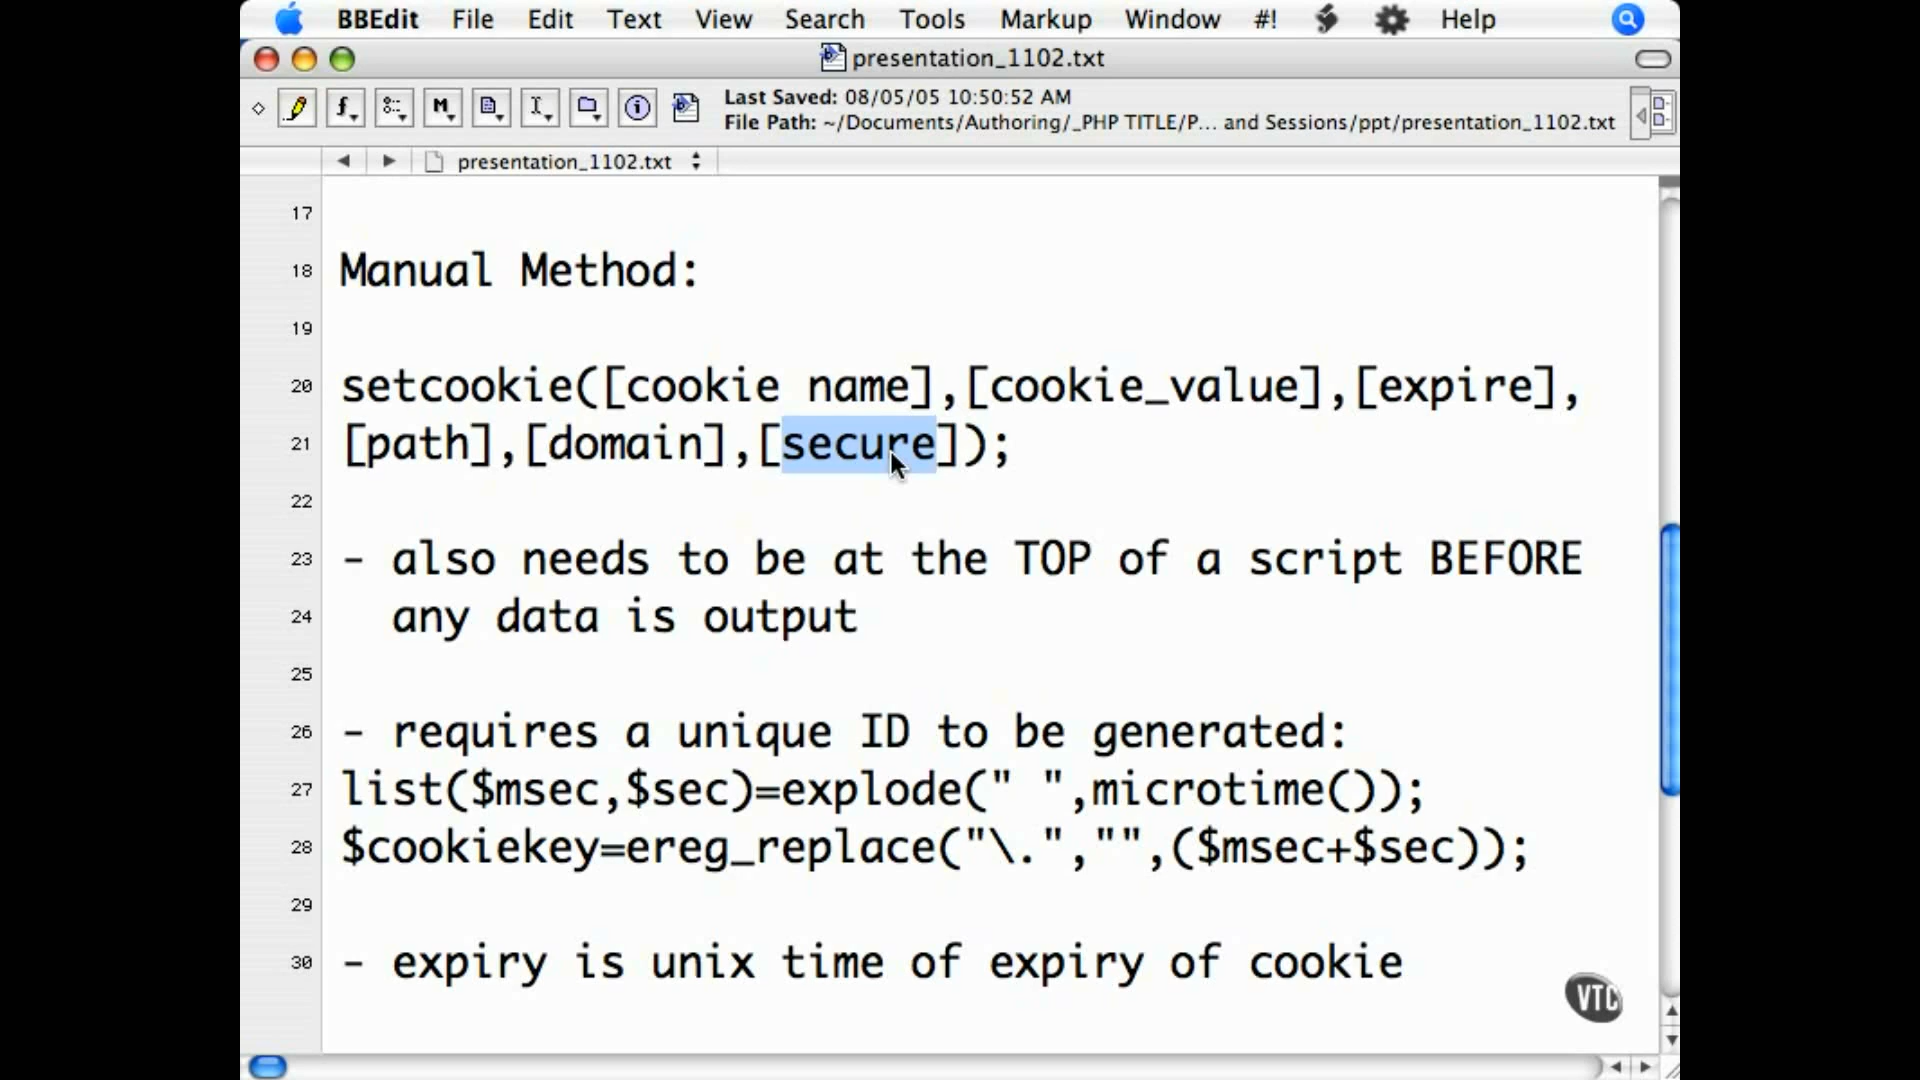 BBEdit File Edit Text View Search Tools Markup Window #! Help
presentation_1102.txt
Last Saved: 08/05/05 10:50:52 AM
File Path: ~/Documents/Authoring/_PHP TITLE/P... and Sessions/ppt/presentation_1102.txt
presentation_1102.txt
17
18 Manual Method:
19
20 setcookie([cookie name],[cookie_value],[expire],
21 [path],[domain],[secure]);
22
23 - also needs to be at the TOP of a script BEFORE
24 any data is output
25
26 - requires a unique ID to be generated:
27 list($msec,$sec)=explode(" ",microtime());
28 $cookiekey=ereg_replace("\.","",($msec+$sec));
29
30 - expiry is unix time of expiry of cookie
VTC